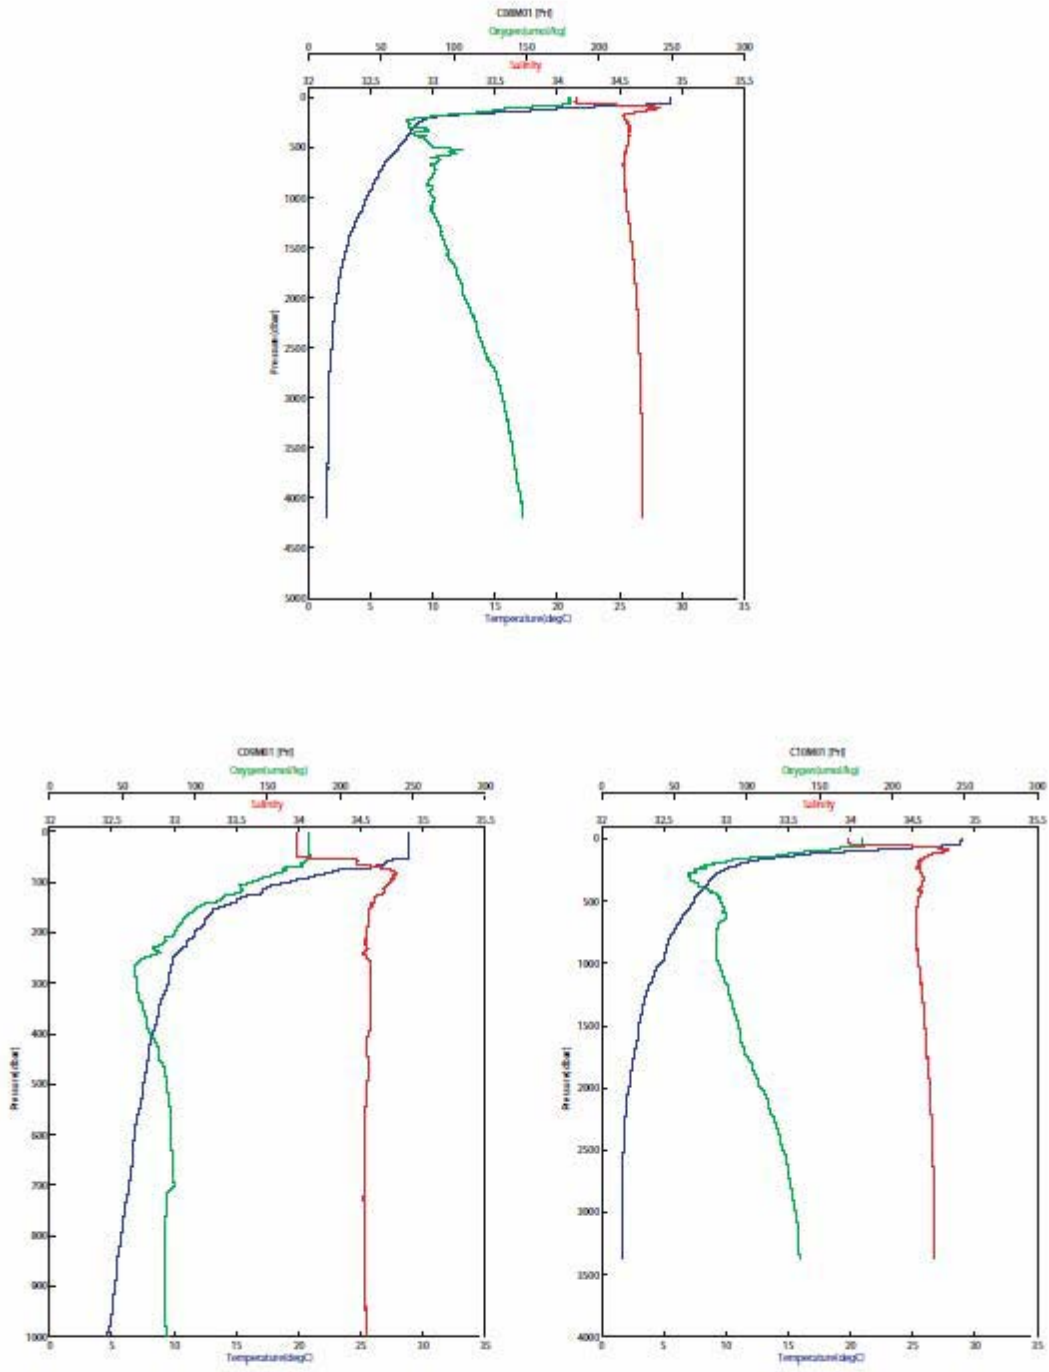 C08M01 [Pri]
Oxygen(umol/kg)
0 50 100 150 200 250 300
Salinity
32 32.5 33 33.5 34 34.5 35 35.5
0
500
1000
1500
2000
Pressure(dbar)
2500
3000
3500
4000
4500
5000
0 5 10 15 20 25 30 35
Temperature(degC)
C09M01 [Pri]
Oxygen(umol/kg)
0 50 100 150 200 250 300
Salinity
32 32.5 33 33.5 34 34.5 35 35.5
0
100
200
300
400
Pressure(dbar)
500
600
700
800
900
1000
0 5 10 15 20 25 30 35
Temperature(degC)
C10M01 [Pri]
Oxygen(umol/kg)
0 50 100 150 200 250 300
Salinity
32 32.5 33 33.5 34 34.5 35 35.5
0
500
1000
1500
Pressure(dbar)
2000
2500
3000
3500
4000
0 5 10 15 20 25 30 35
Temperature(degC)